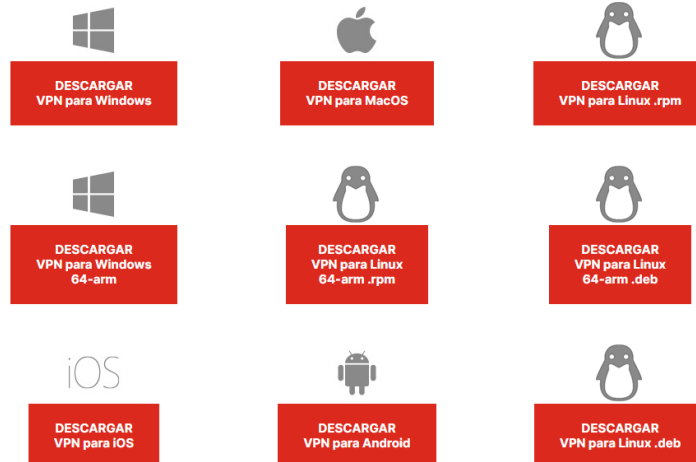 DESCARGAR
VPN para Windows
DESCARGAR
VPN para MacOS
DESCARGAR
VPN para Linux .rpm
DESCARGAR
VPN para Windows
64-arm
DESCARGAR
VPN para Linux
64-arm .rpm
DESCARGAR
VPN para Linux
64-arm .deb
iOS
DESCARGAR
VPN para iOS
DESCARGAR
VPN para Android
DESCARGAR
VPN para Linux .deb